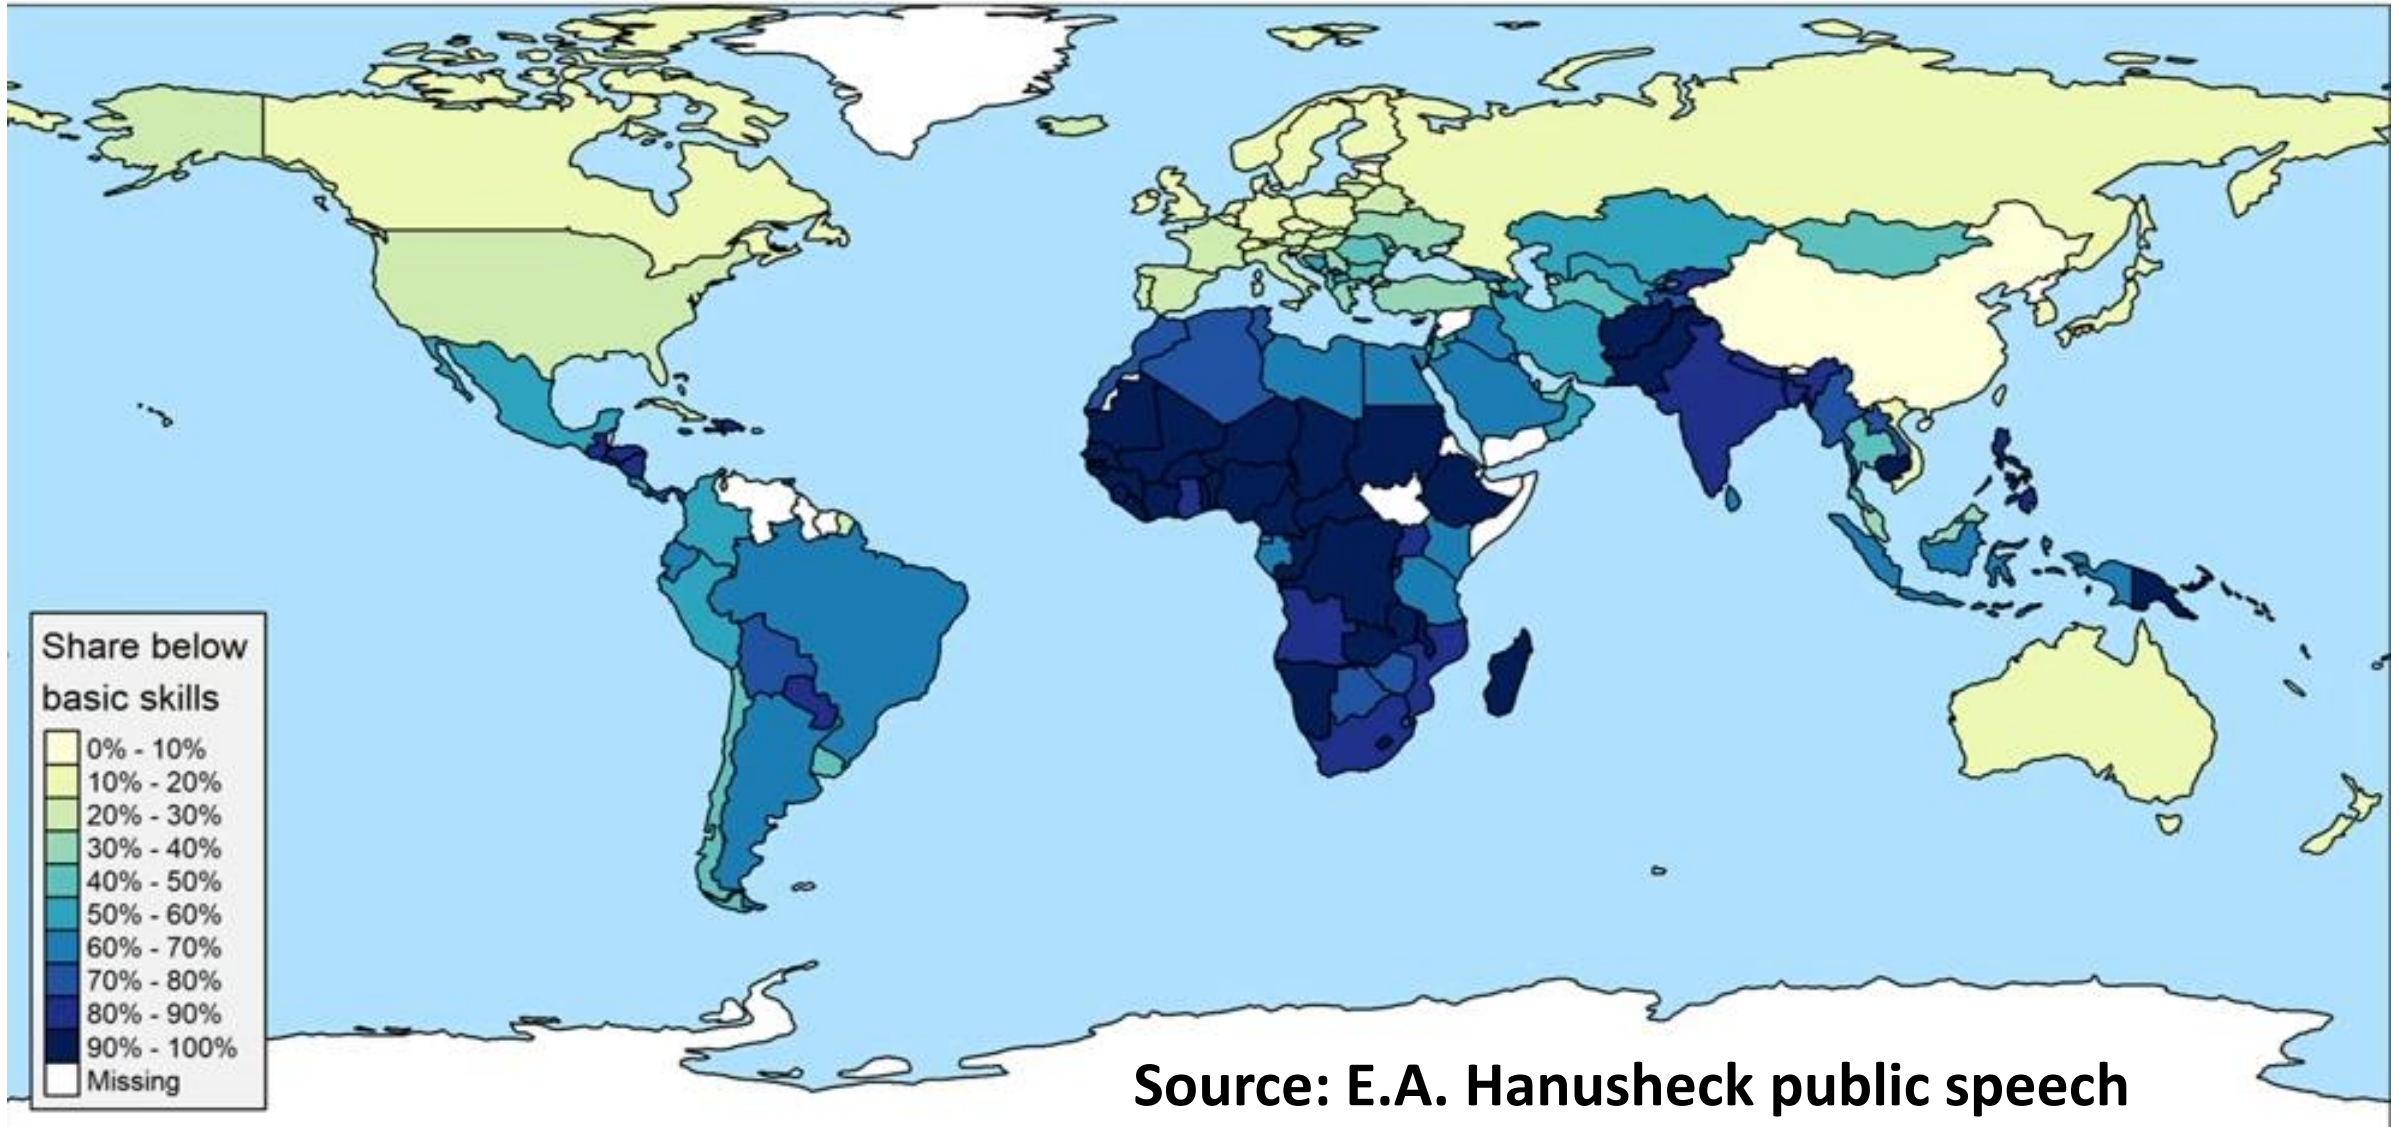 Share below
basic skills
0% - 10%
10% - 20%
20% - 30%
30% - 40%
40% - 50%
50% - 60%
60% - 70%
70% - 80%
80% - 90%
90% - 100%
Missing
Source: E.A. Hanusheck public speech